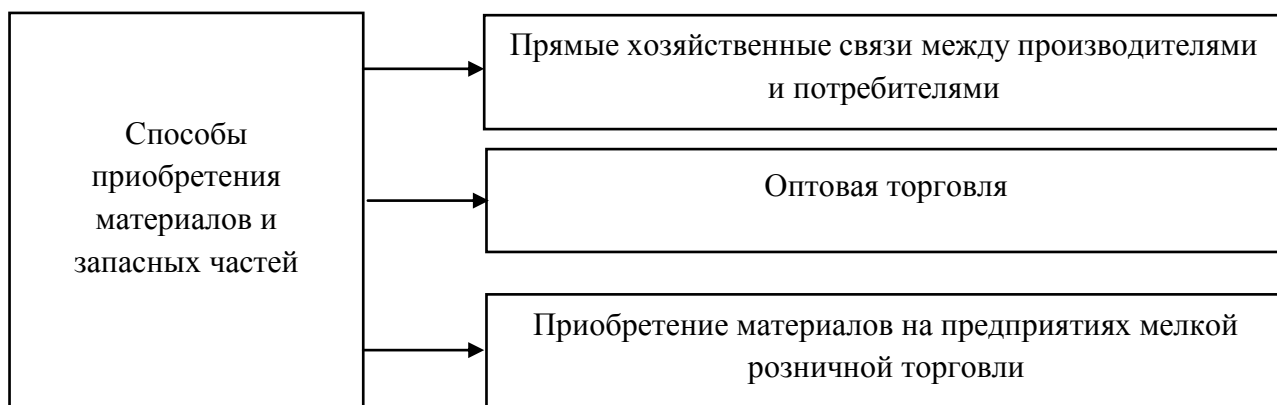 Способы
приобретения
материалов и
запасных частей
Прямые хозяйственные связи между производителями
и потребителями
Оптовая торговля
Приобретение материалов на предприятиях мелкой
розничной торговли